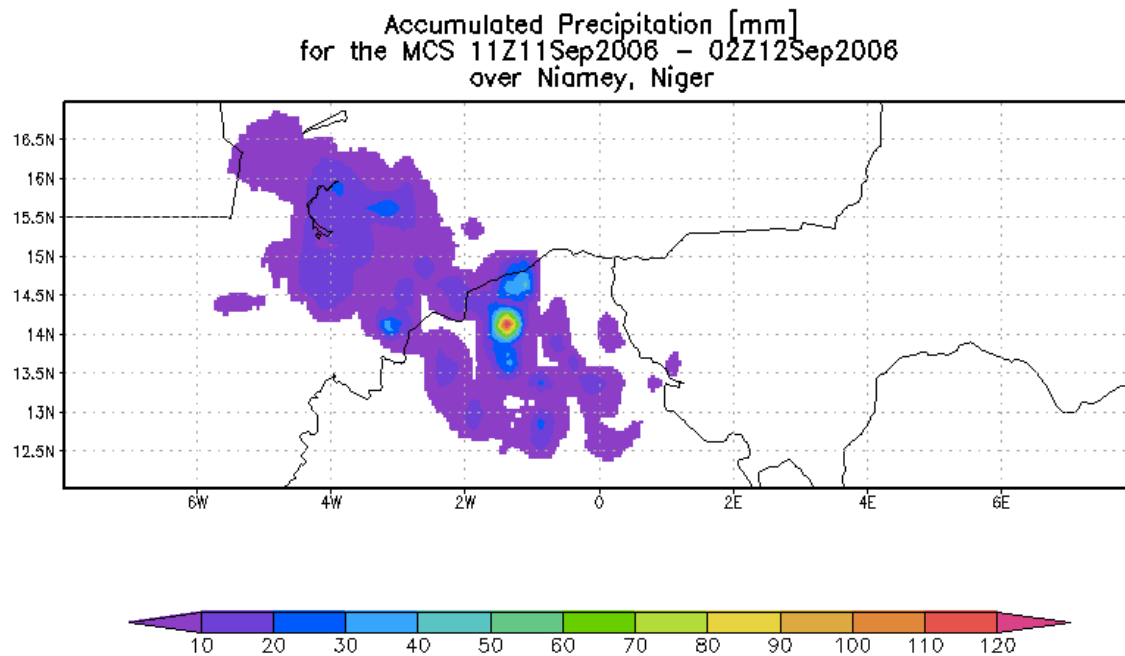 Accumulated Precipitation [mm]
for the MCS 11Z11Sep2006 - 02Z12Sep2006
over Niamey, Niger
16.5N
16N
15.5N
15N
14.5N
14N
13.5N
13N
12.5N
6W 4W 2W 0 2E 4E 6E
10 20 30 40 50 60 70 80 90 100 110 120